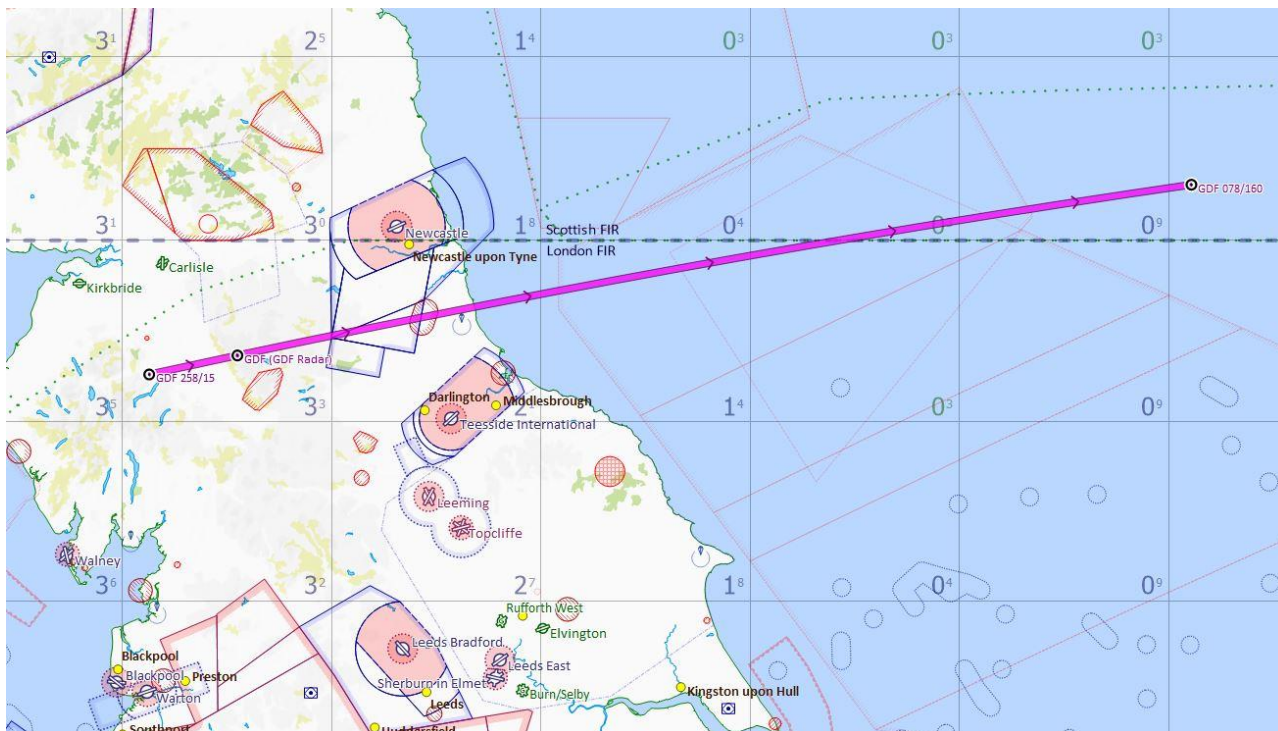 3¹ 2⁵ 1⁴ 0³ 0³ 0³
Newcastle
Newcastle upon Tyne
Scottish FIR
London FIR
3¹ 3⁰ 1⁸ 0⁴ 0 0⁹
GDF 078/160
Carlisle
Kirkbride
GDF (GDF Radar)
GDF 258/15
Darlington
Middlesbrough
3⁵ 3³ 2¹ 1⁴ 0³ 0⁹
Teesside International
Leeming
Topcliffe
Walney
3⁶ 3² 2⁷ 1⁸ 0⁴ 0⁹
Rufforth West
Elvington
Leeds Bradford
Leeds East
Blackpool
Blackpool
Preston
Warton
Sherburn in Elmet
Burn/Selby
Leeds
Kingston upon Hull
Southport
Huddersfield